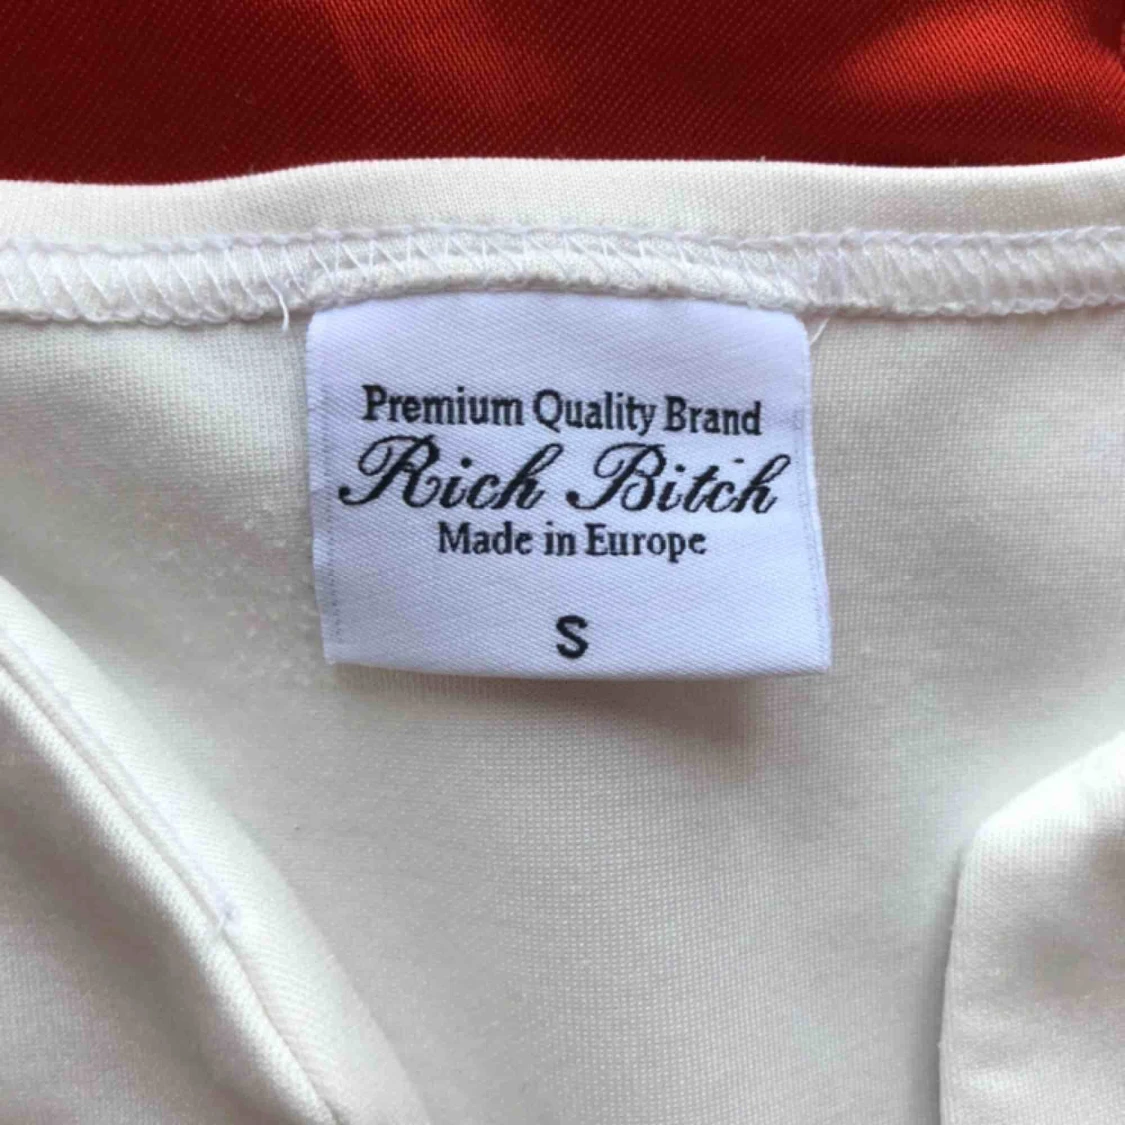 Premium Quality Brand
Rich Bitch
Made in Europe
S